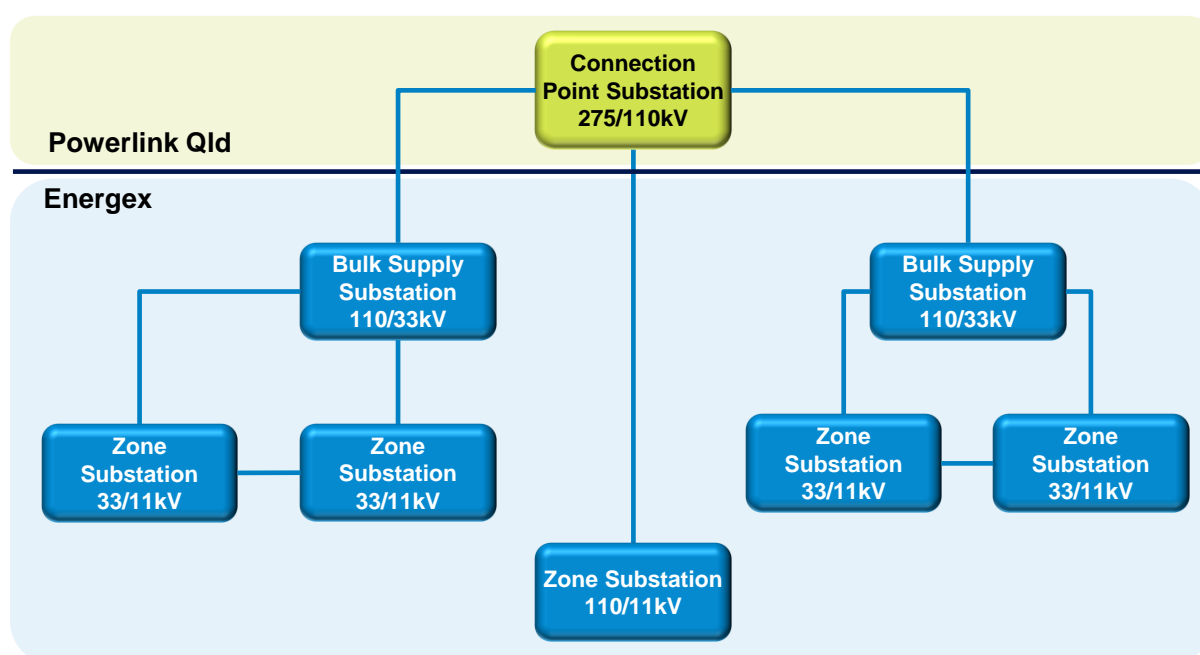 Connection
Point Substation
275/110kV
Powerlink Qld
Energex
Bulk Supply
Substation
110/33kV
Bulk Supply
Substation
110/33kV
Zone
Substation
33/11kV
Zone
Substation
33/11kV
Zone
Substation
33/11kV
Zone
Substation
33/11kV
Zone Substation
110/11kV